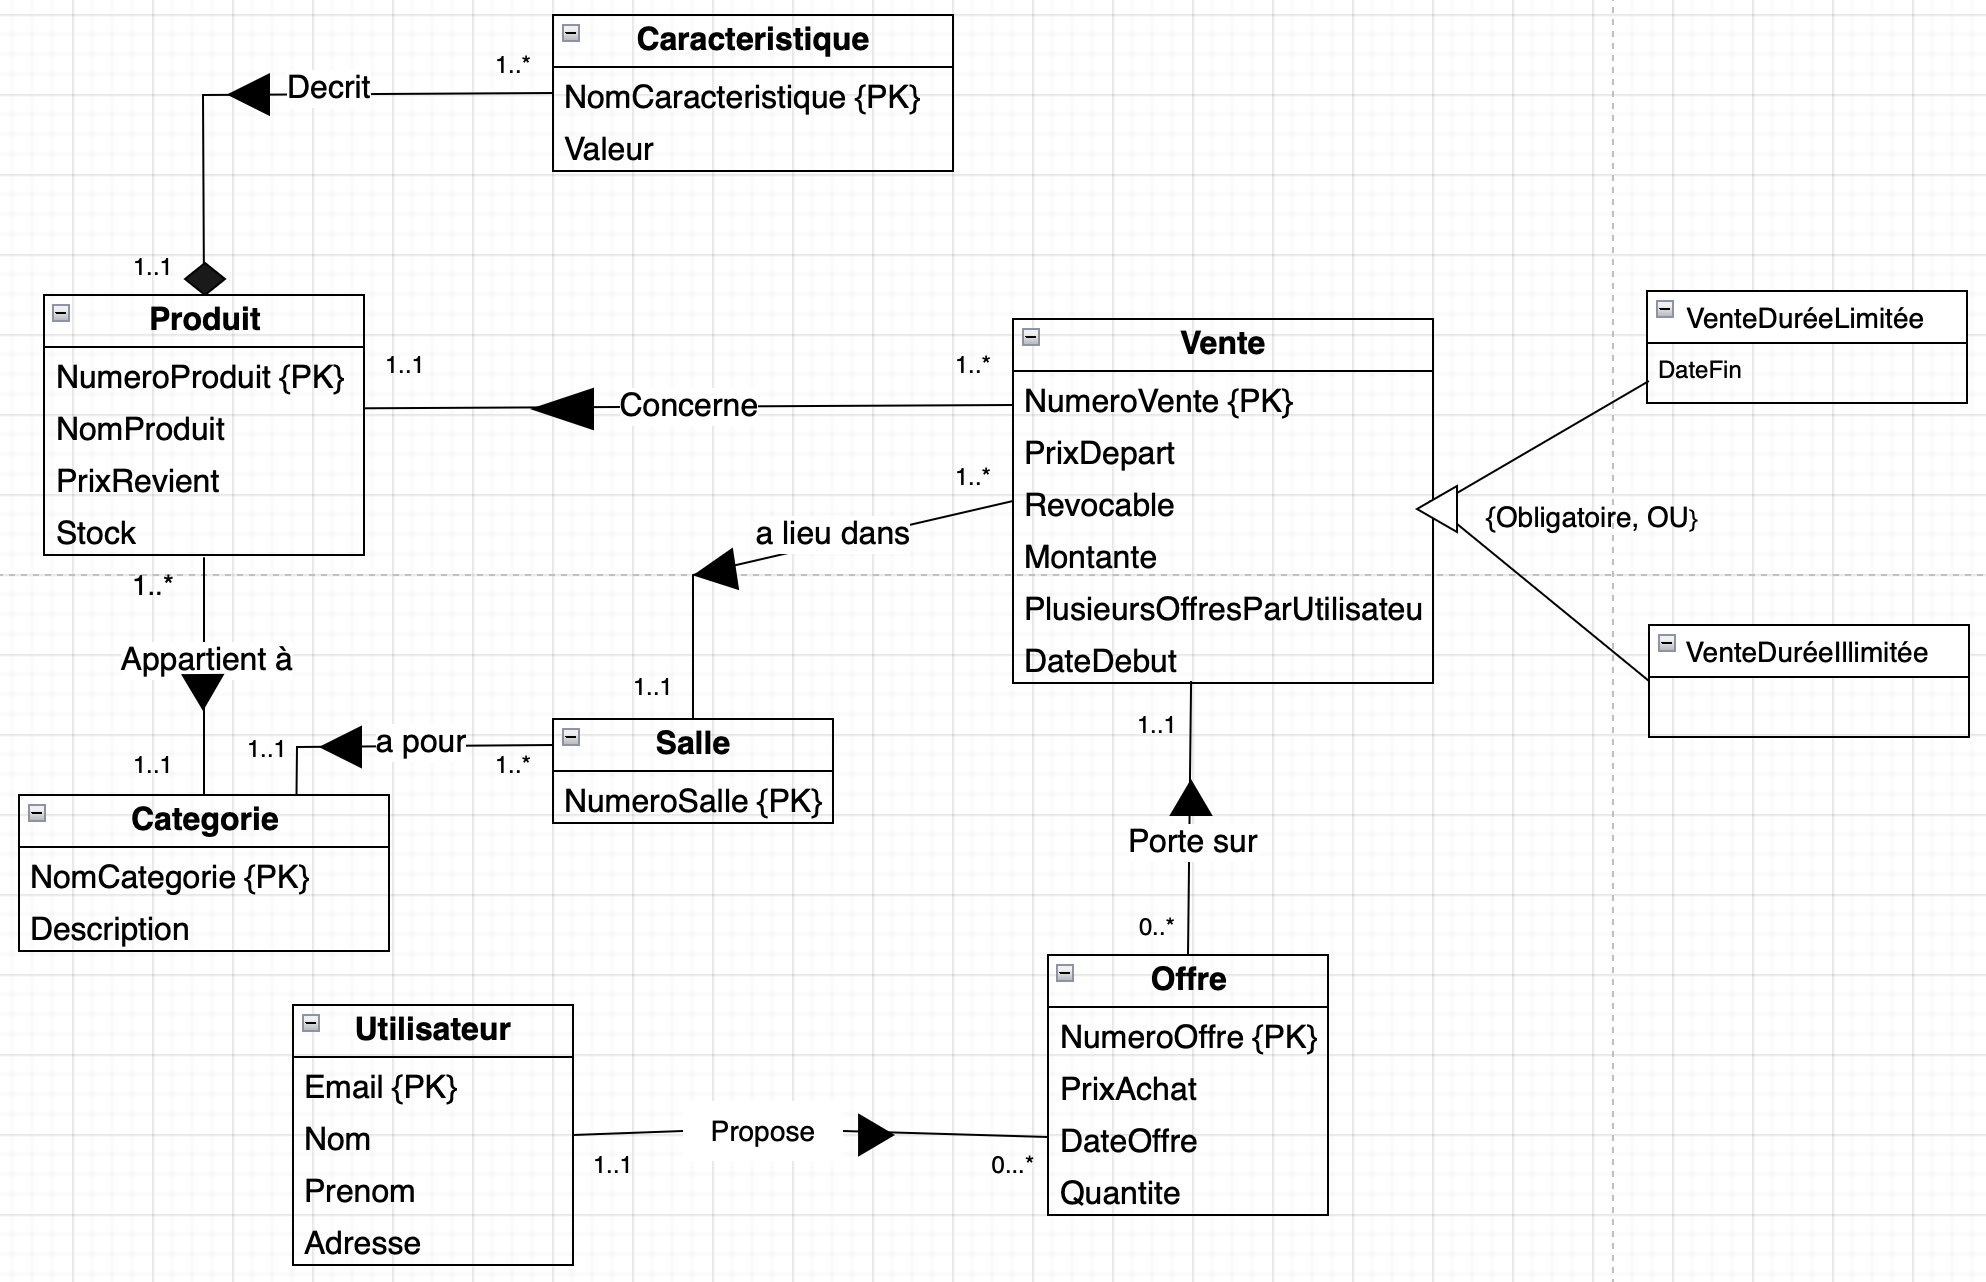 Caracteristique
NomCaracteristique {PK}
Valeur
1..*
Decrit
1..1
Produit
NumeroProduit {PK}
NomProduit
PrixRevient
Stock
1..1
Concerne
1..*
Vente
NumeroVente {PK}
PrixDepart
Revocable
Montante
PlusieursOffresParUtilisateu
DateDebut
VenteDuréeLimitée
DateFin
{Obligatoire, OU}
VenteDuréeIllimitée
1..*
a lieu dans
1..1
1..*
Appartient à
1..1
1..1
a pour
1..*
Salle
NumeroSalle {PK}
Categorie
NomCategorie {PK}
Description
1..1
Porte sur
0..*
Offre
NumeroOffre {PK}
PrixAchat
DateOffre
Quantite
Utilisateur
Email {PK}
Nom
Prenom
Adresse
1..1
Propose
0...*